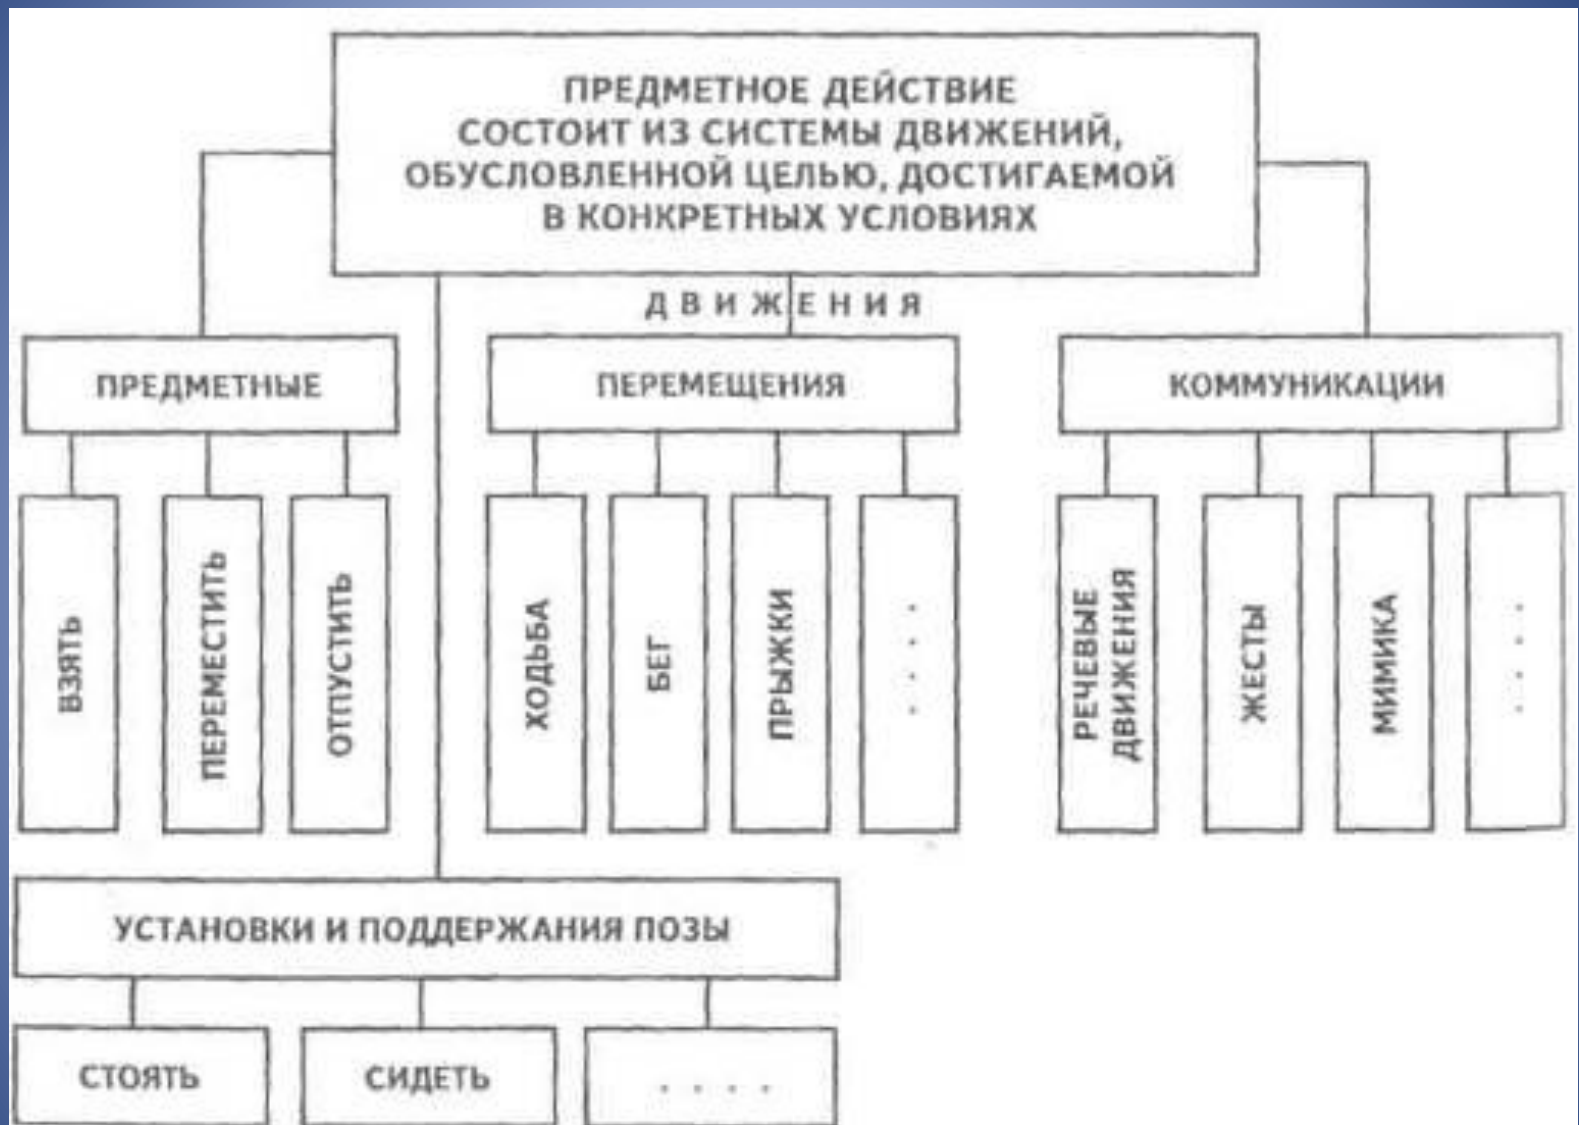 ПРЕДМЕТНОЕ ДЕЙСТВИЕ
СОСТОИТ ИЗ СИСТЕМЫ ДВИЖЕНИЙ,
ОБУСЛОВЛЕННОЙ ЦЕЛЬЮ, ДОСТИГАЕМОЙ
В КОНКРЕТНЫХ УСЛОВИЯХ
ДВИЖЕНИЯ
ПРЕДМЕТНЫЕ
ПЕРЕМЕЩЕНИЯ
КОММУНИКАЦИИ
ВЗЯТЬ
ПЕРЕМЕСТИТЬ
ОТПУСТИТЬ
ХОДЬБА
БЕГ
ПРЫЖКИ
. . . .
РЕЧЕВЫЕ
ДВИЖЕНИЯ
ЖЕСТЫ
МИМИКА
. . . .
УСТАНОВКИ И ПОДДЕРЖАНИЯ ПОЗЫ
СТОЯТЬ
СИДЕТЬ
. . . .